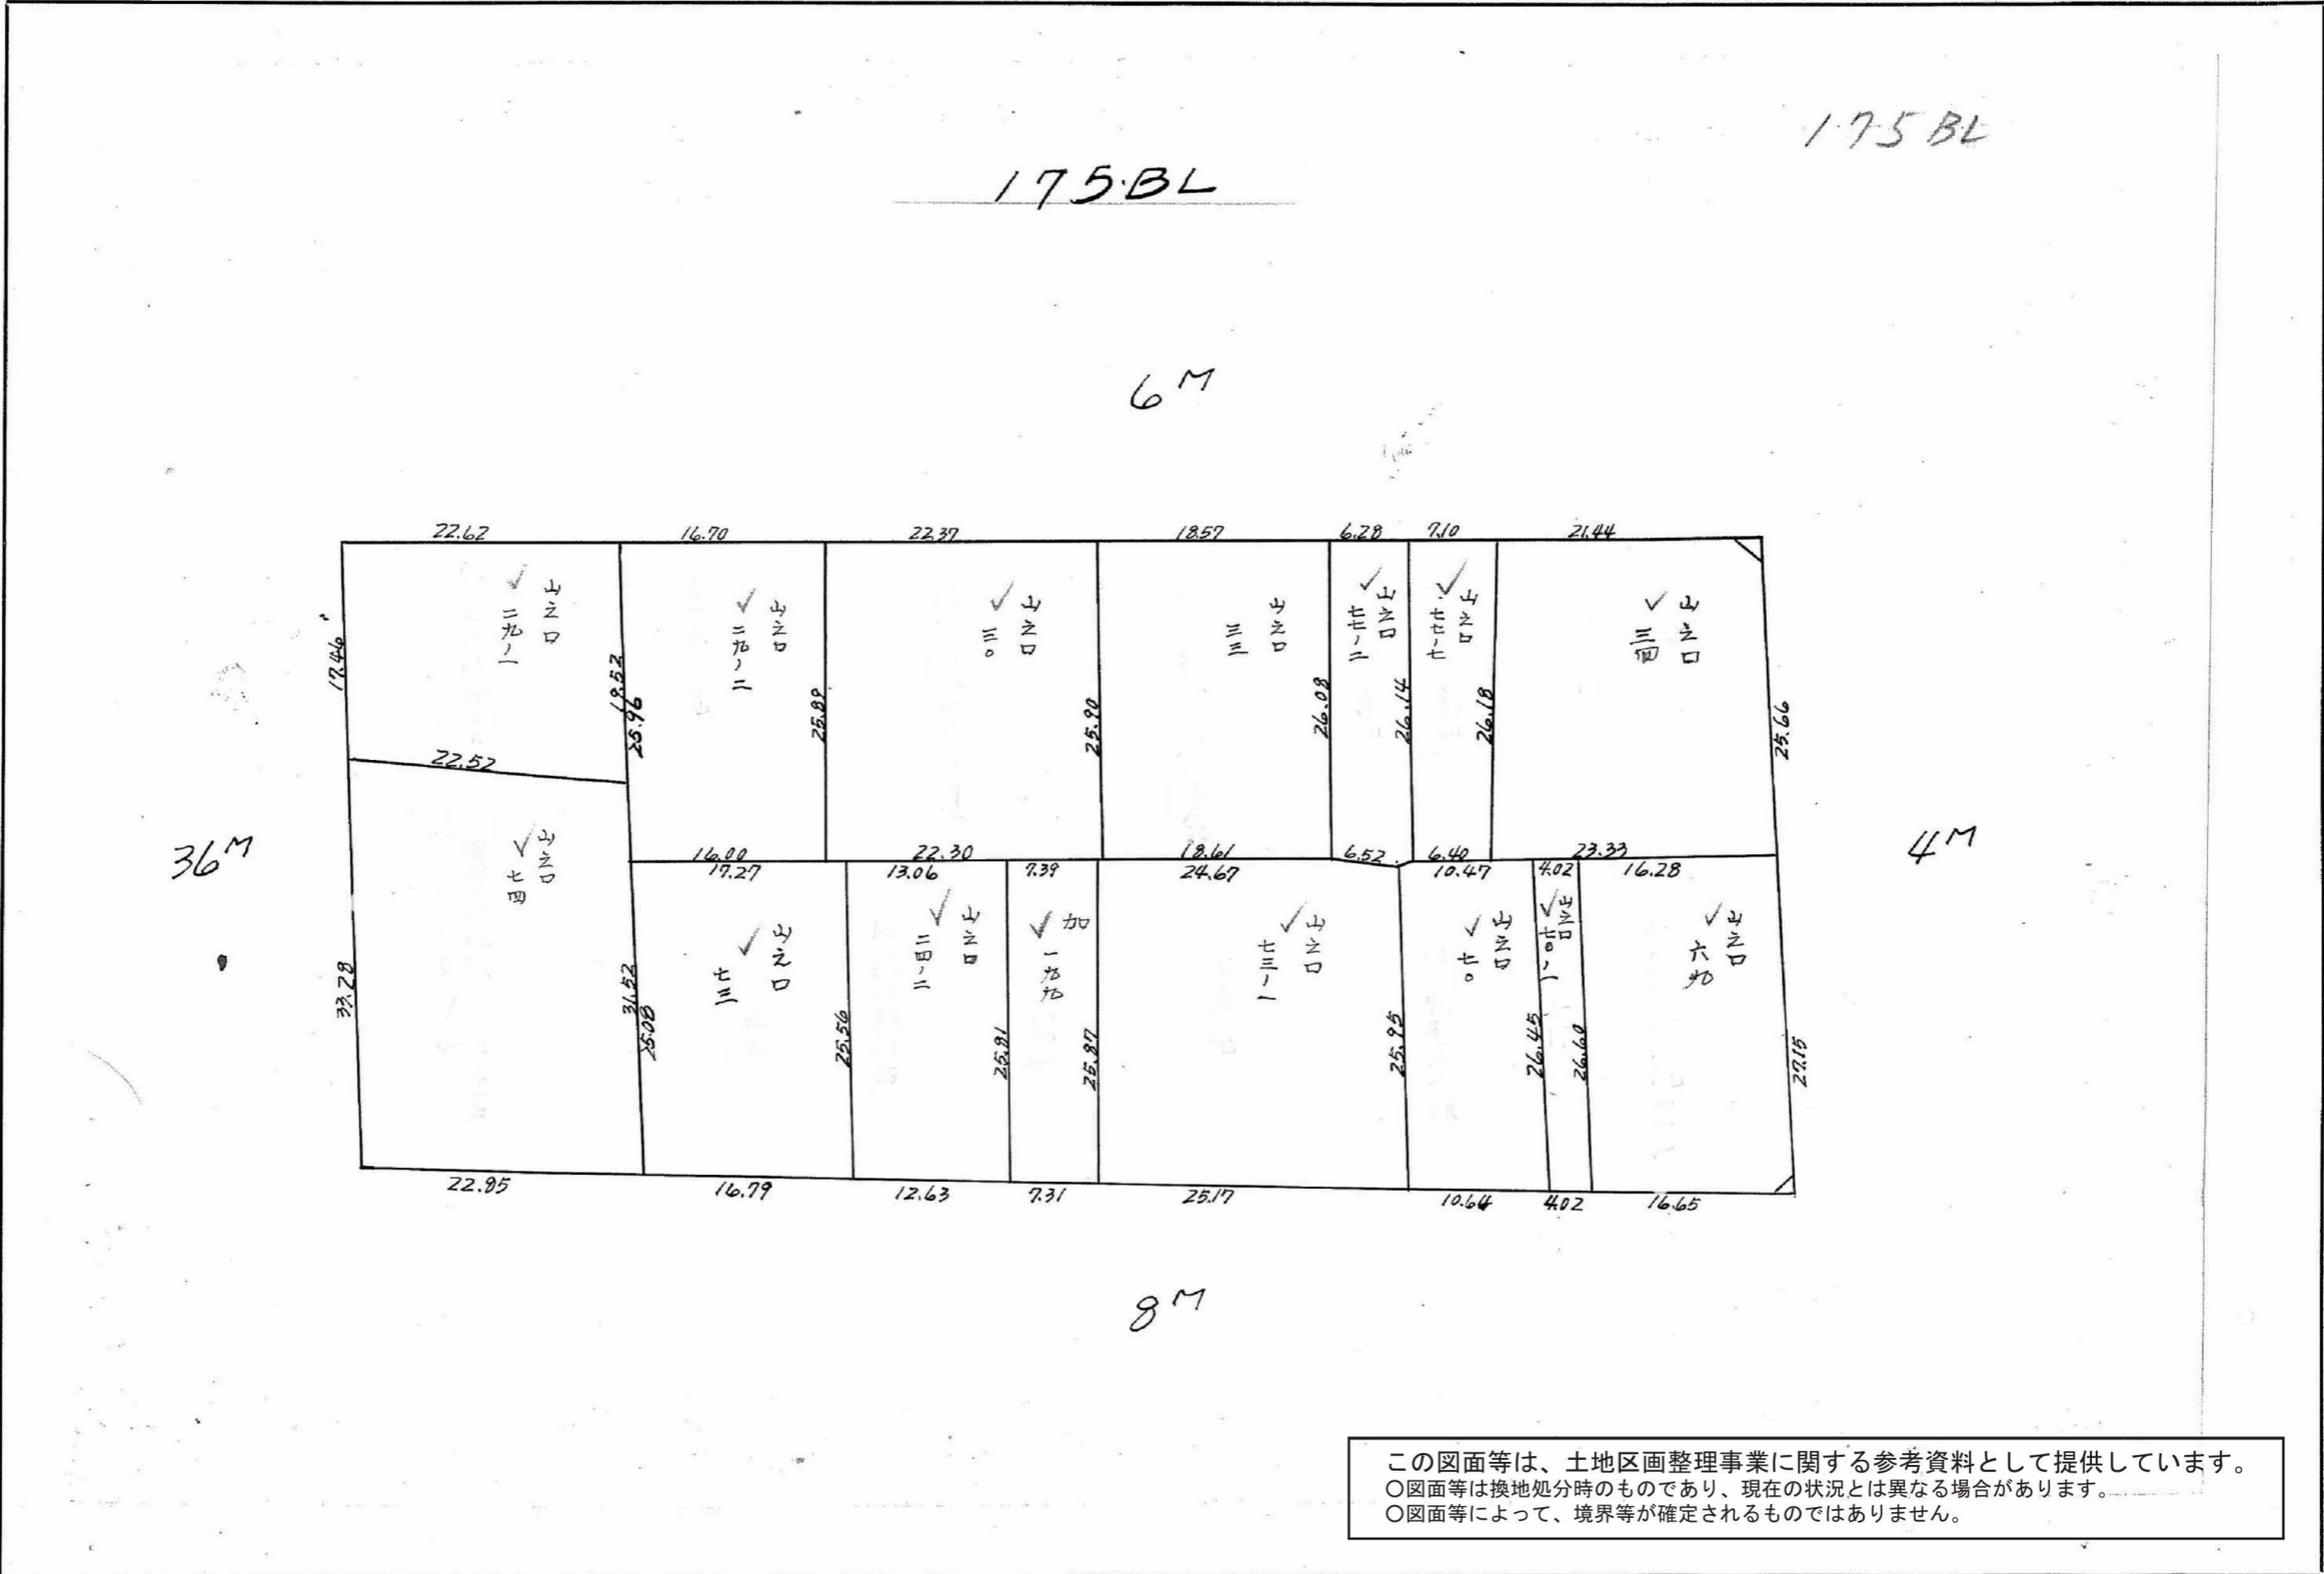 175BL
175.BL
6M
22.62
16.70
22.37
18.57
6.28
7.10
21.44
山之口
二九ノ一
山之口
二九ノ二
山之口
三〇
山之口
三三
山之口
七七ノ二
山之口
七七ノ七
山之口
三四
17.46
19.52
25.96
25.89
25.90
26.08
26.14
26.18
25.66
22.52
36M
4M
16.00
22.30
18.61
6.52
6.40
23.33
17.27
13.06
7.39
24.67
10.47
4.02
16.28
山之口
七四
山之口
七三
山之口
二四ノ二
加
一九九
山之口
七三ノ一
山之口
七〇
山之口
七〇ノ一
山之口
六九
33.28
31.52
25.08
25.56
25.81
25.87
25.95
26.45
26.60
27.15
22.85
16.79
12.63
7.31
25.17
10.64
4.02
16.65
8M
この図面等は、土地区画整理事業に関する参考資料として提供しています。
○図面等は換地処分時のものであり、現在の状況とは異なる場合があります。
○図面等によって、境界等が確定されるものではありません。